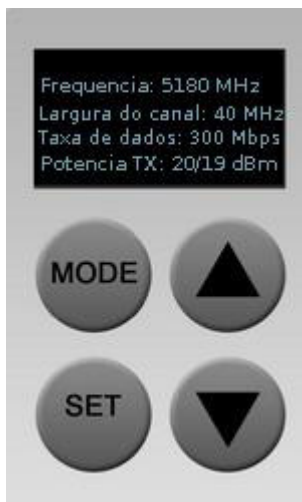 Frequencia: 5180 MHz
Largura do canal: 40 MHz
Taxa de dados: 300 Mbps
Potencia TX: 20/19 dBm
MODE
SET